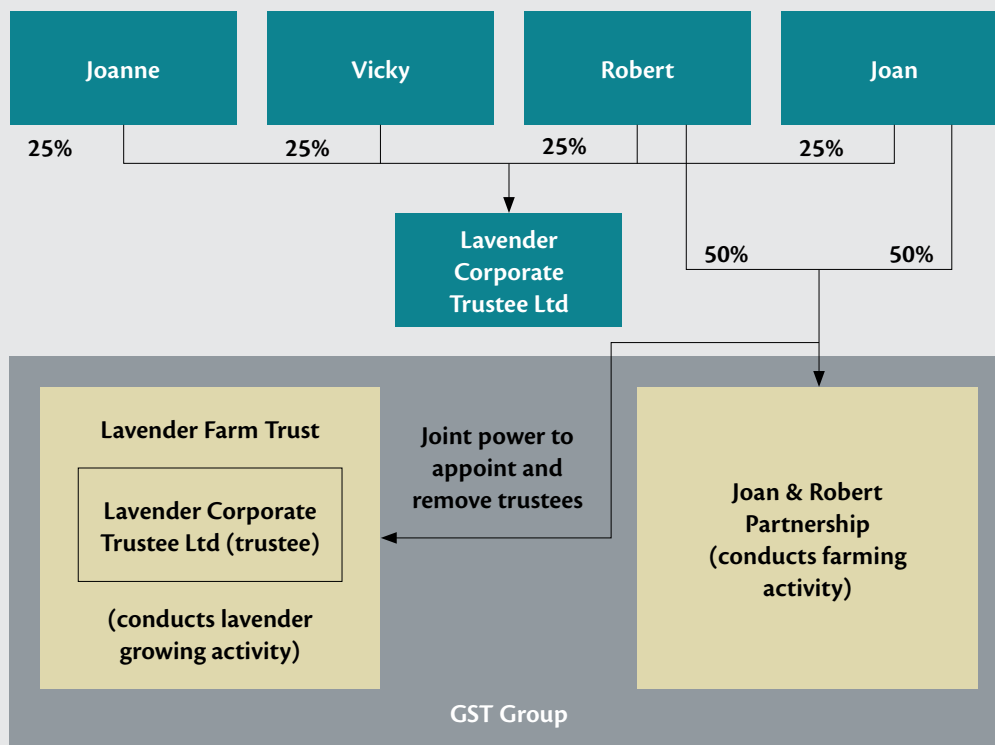 Joanne
Vicky
Robert
Joan
25%
25%
25%
25%
Lavender
Corporate
Trustee Ltd
50%
50%
Lavender Farm Trust
Lavender Corporate
Trustee Ltd (trustee)
(conducts lavender
growing activity)
Joint power to
appoint and
remove trustees
Joan & Robert
Partnership
(conducts farming
activity)
GST Group